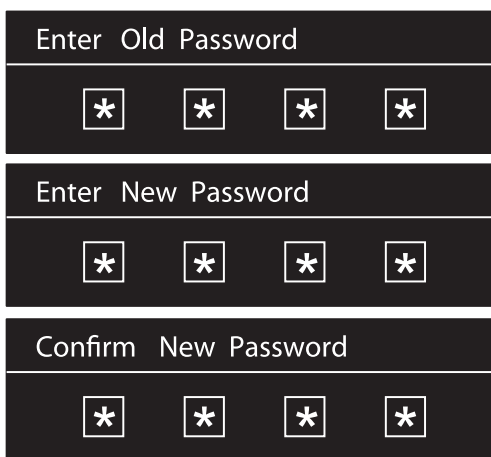 Enter Old Password
* * * *
Enter New Password
* * * *
Confirm New Password
* * * *